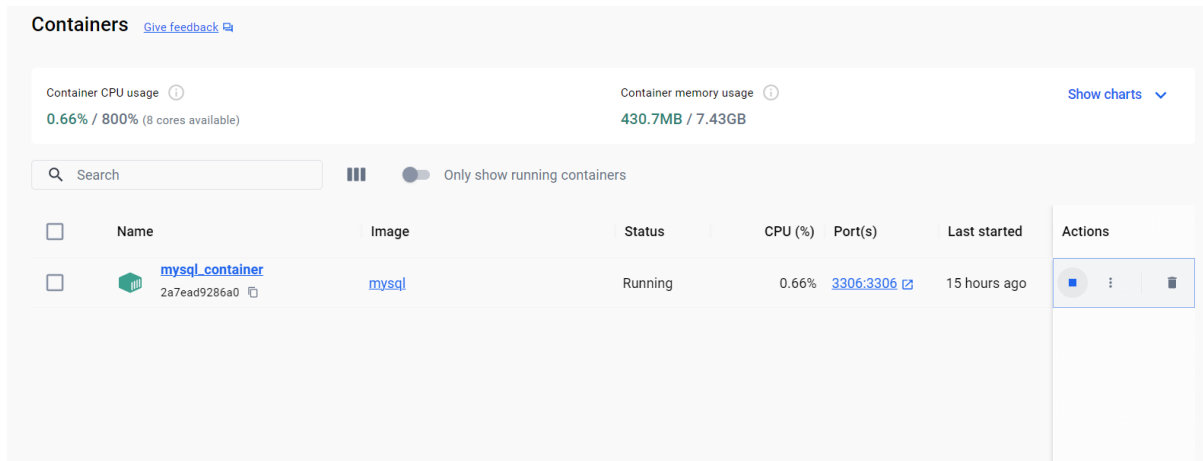 Containers Give feedback
Container CPU usage
0.66% / 800% (8 cores available)
Container memory usage
430.7MB / 7.43GB
Show charts
Search
Only show running containers
Name Image Status CPU (%) Port(s) Last started Actions
mysql_container
2a7ead9286a0
mysql Running 0.66% 3306:3306 15 hours ago